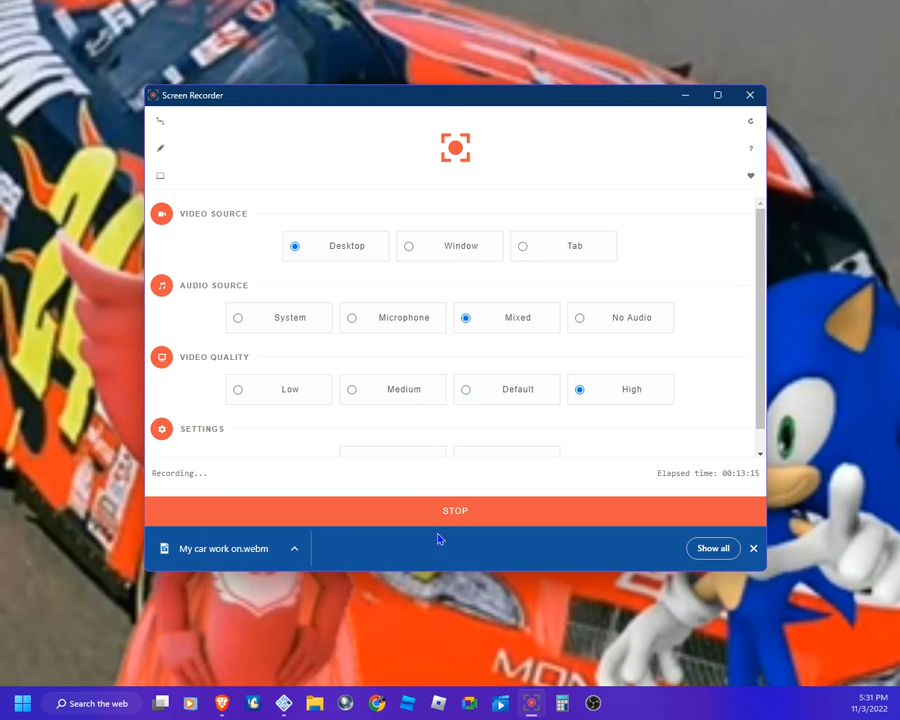 Screen Recorder
?
VIDEO SOURCE
Desktop Window Tab
AUDIO SOURCE
System Microphone Mixed No Audio
VIDEO QUALITY
Low Medium Default High
SETTINGS
Recording... Elapsed time: 00:13:15
STOP
My car work on.webm Show all
MON
Search the web
5:31 PM
11/3/2022